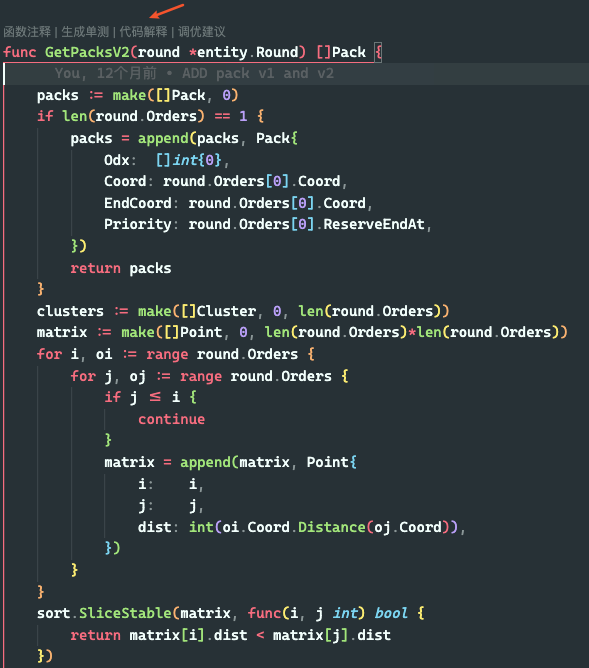 函数注释 | 生成单测 | 代码解释 | 调优建议
func GetPacksV2(round *entity.Round) []Pack {
You, 12个月前 • ADD pack v1 and v2
packs := make([]Pack, 0)
if len(round.Orders) == 1 {
packs = append(packs, Pack{
Odx: []int{0},
Coord: round.Orders[0].Coord,
EndCoord: round.Orders[0].Coord,
Priority: round.Orders[0].ReserveEndAt,
})
return packs
}
clusters := make([]Cluster, 0, len(round.Orders))
matrix := make([]Point, 0, len(round.Orders)*len(round.Orders))
for i, oi := range round.Orders {
for j, oj := range round.Orders {
if j ≤ i {
continue
}
matrix = append(matrix, Point{
i: i,
j: j,
dist: int(oi.Coord.Distance(oj.Coord)),
})
}
}
sort.SliceStable(matrix, func(i, j int) bool {
return matrix[i].dist < matrix[j].dist
})